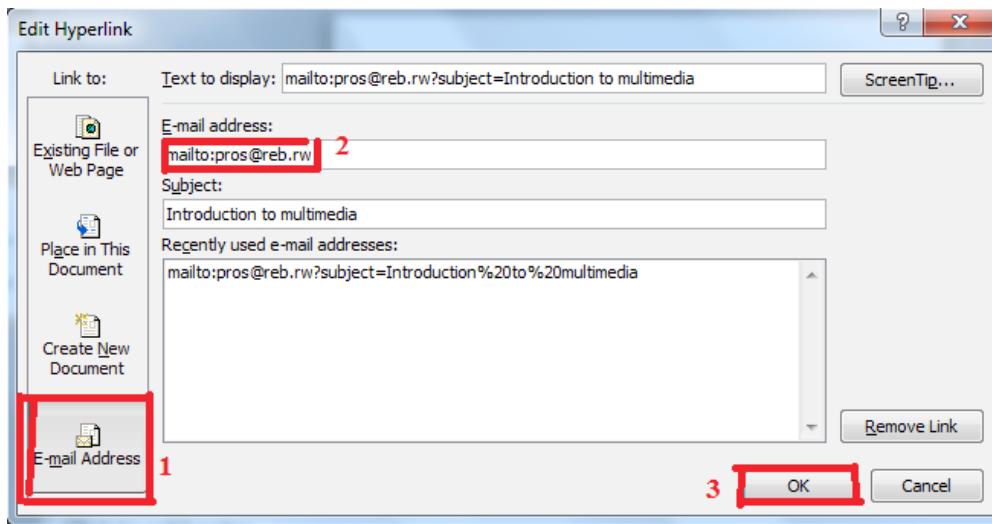 Edit Hyperlink
?
X
Link to:
Text to display: mailto:pros@reb.rw?subject=Introduction to multimedia
ScreenTip...
Existing File or
Web Page
Place in This
Document
Create New
Document
E-mail Address
1
E-mail address:
mailto:pros@reb.rw
2
Subject:
Introduction to multimedia
Recently used e-mail addresses:
mailto:pros@reb.rw?subject=Introduction%20to%20multimedia
Remove Link
3
OK
Cancel